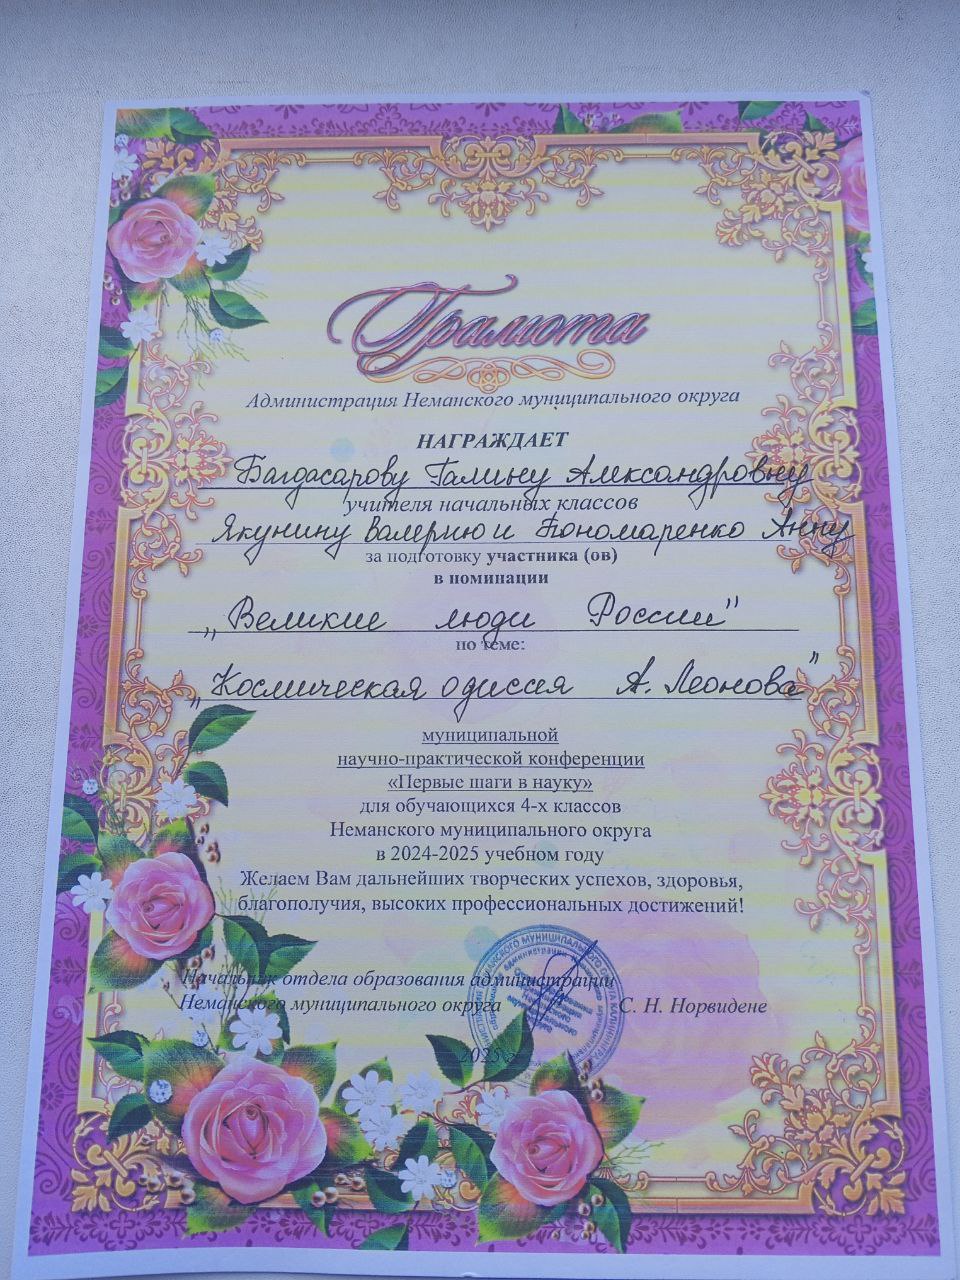 Грамота
Администрация Неманского муниципального округа
НАГРАЖДАЕТ
Багдасарову Галину Александровну
учителя начальных классов
Якунину Валерию и Пономаренко Анну
за подготовку участника (ов)
в номинации
„Великие люди России"
по теме:
„Космическая одиссея А. Леонова"
муниципальной
научно-практической конференции
«Первые шаги в науку»
для обучающихся 4-х классов
Неманского муниципального округа
в 2024-2025 учебном году
Желаем Вам дальнейших творческих успехов, здоровья,
благополучия, высоких профессиональных достижений!
Начальник отдела образования администрации
Неманского муниципального округа С. Н. Норвидене
2025 г